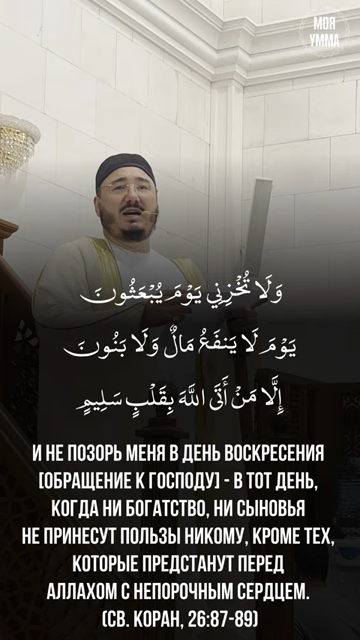 МОЯ
УММА
وَلَا تُخْزِنِي يَوْمَ يُبْعَثُونَ
يَوْمَ لَا يَنفَعُ مَالٌ وَلَا بَنُونَ
إِلَّا مَنْ أَتَى اللَّهَ بِقَلْبٍ سَلِيمٍ
И НЕ ПОЗОРЬ МЕНЯ В ДЕНЬ ВОСКРЕСЕНИЯ
[ОБРАЩЕНИЕ К ГОСПОДУ] - В ТОТ ДЕНЬ,
КОГДА НИ БОГАТСТВО, НИ СЫНОВЬЯ
НЕ ПРИНЕСУТ ПОЛЬЗЫ НИКОМУ, КРОМЕ ТЕХ,
КОТОРЫЕ ПРЕДСТАНУТ ПЕРЕД
АЛЛАХОМ С НЕПОРОЧНЫМ СЕРДЦЕМ.
(СВ. КОРАН, 26:87-89)